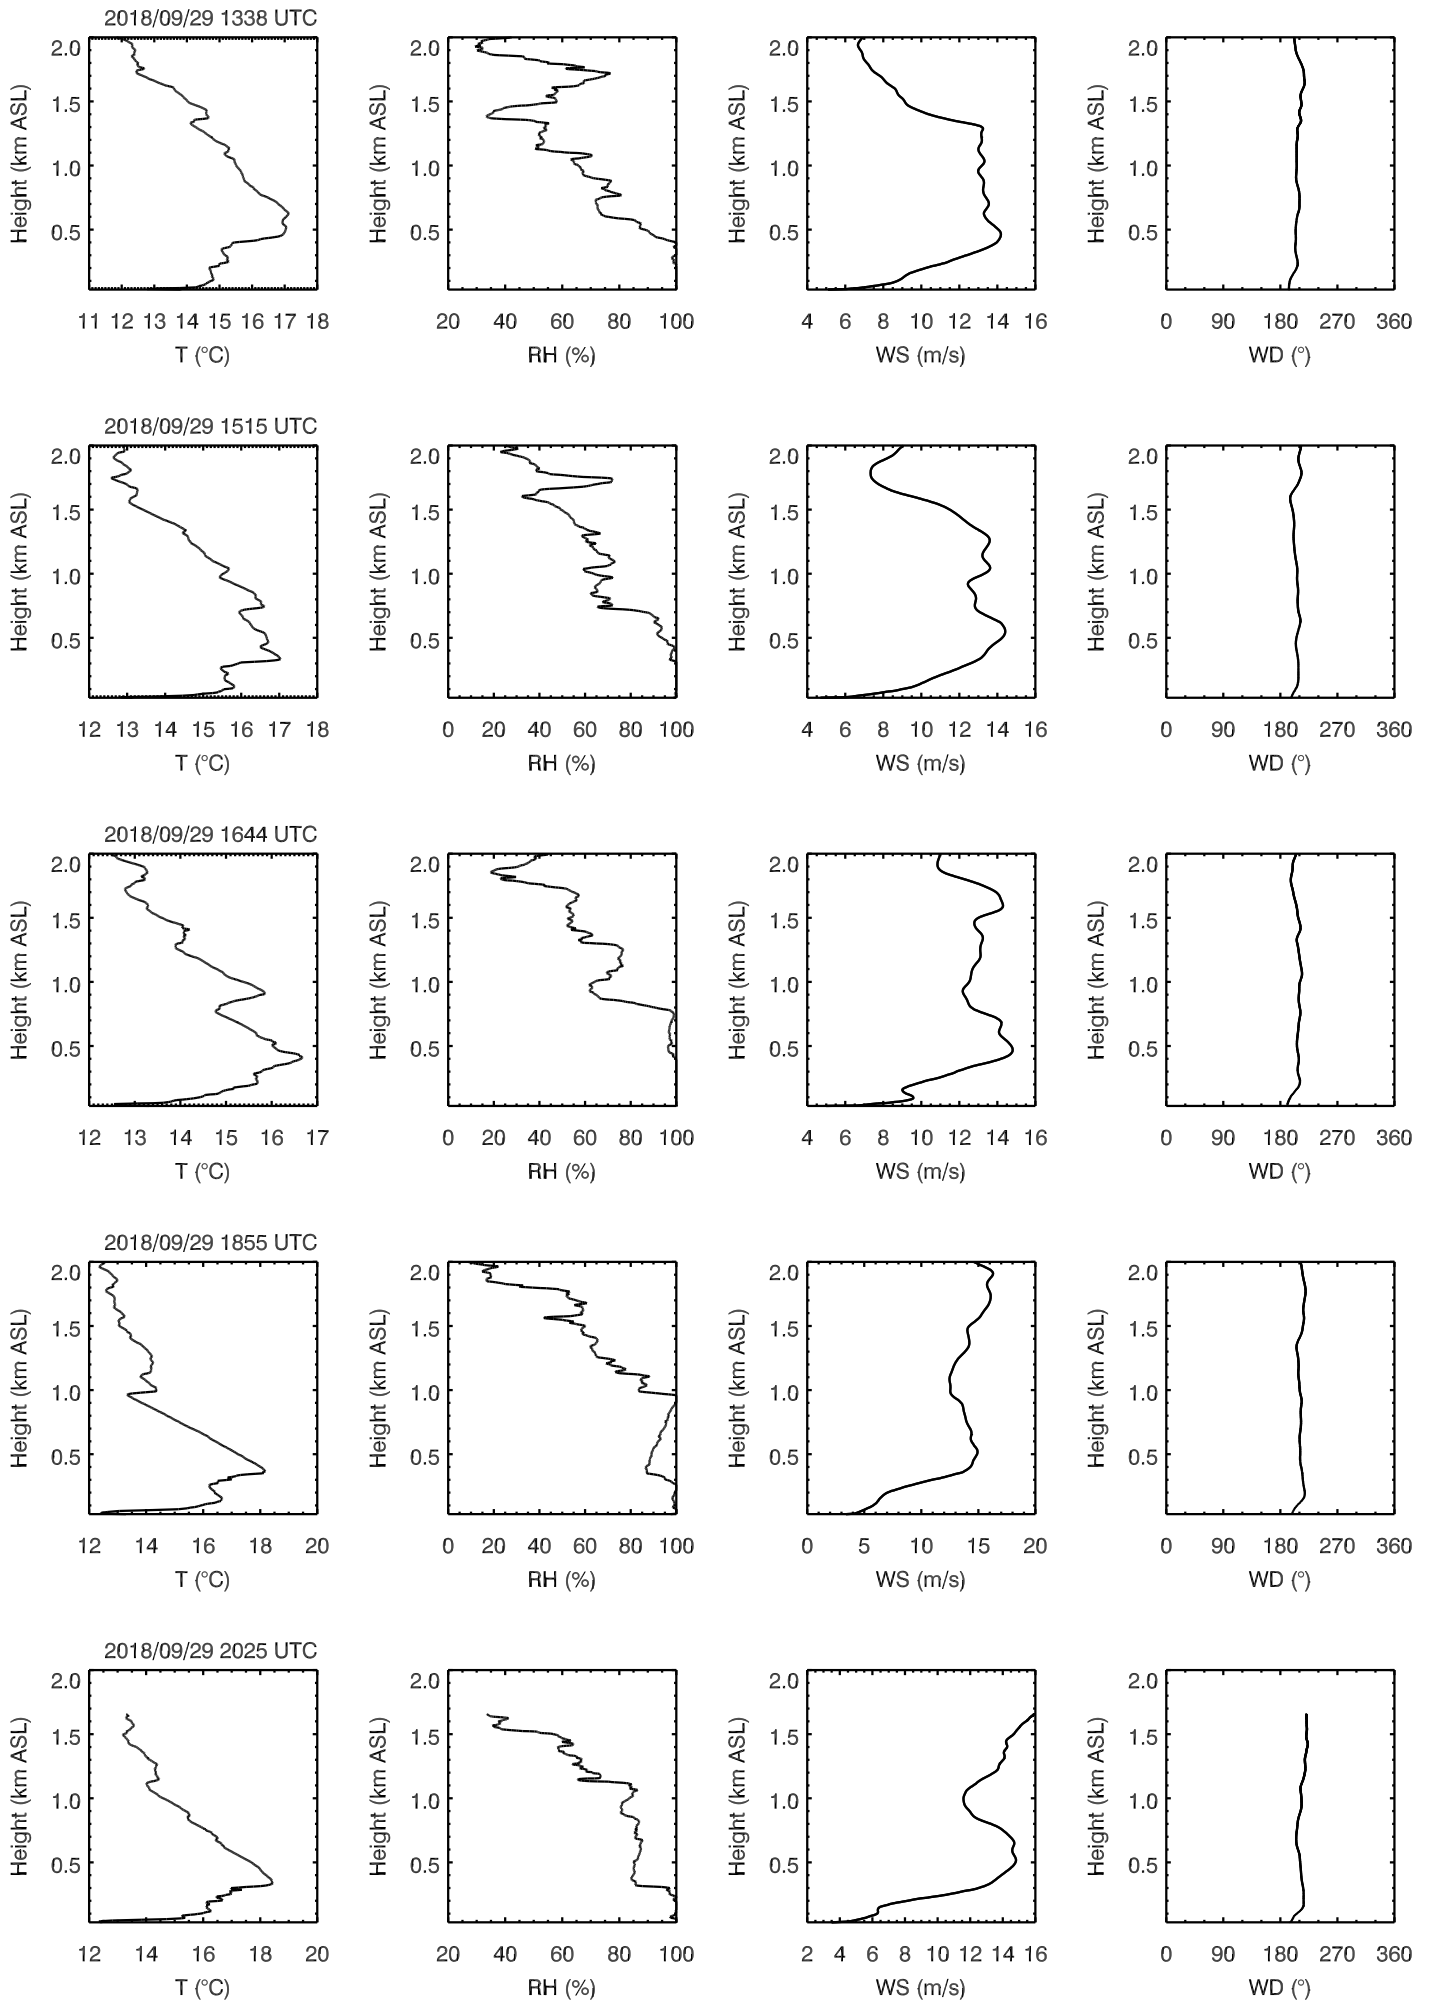 2018/09/29 1338 UTC
Height (km ASL)
2.0
1.5
1.0
0.5
11 12 13 14 15 16 17 18
T (°C)
Height (km ASL)
2.0
1.5
1.0
0.5
20 40 60 80 100
RH (%)
Height (km ASL)
2.0
1.5
1.0
0.5
4 6 8 10 12 14 16
WS (m/s)
Height (km ASL)
2.0
1.5
1.0
0.5
0 90 180 270 360
WD (°)
2018/09/29 1515 UTC
Height (km ASL)
2.0
1.5
1.0
0.5
12 13 14 15 16 17 18
T (°C)
Height (km ASL)
2.0
1.5
1.0
0.5
0 20 40 60 80 100
RH (%)
Height (km ASL)
2.0
1.5
1.0
0.5
4 6 8 10 12 14 16
WS (m/s)
Height (km ASL)
2.0
1.5
1.0
0.5
0 90 180 270 360
WD (°)
2018/09/29 1644 UTC
Height (km ASL)
2.0
1.5
1.0
0.5
12 13 14 15 16 17
T (°C)
Height (km ASL)
2.0
1.5
1.0
0.5
0 20 40 60 80 100
RH (%)
Height (km ASL)
2.0
1.5
1.0
0.5
4 6 8 10 12 14 16
WS (m/s)
Height (km ASL)
2.0
1.5
1.0
0.5
0 90 180 270 360
WD (°)
2018/09/29 1855 UTC
Height (km ASL)
2.0
1.5
1.0
0.5
12 14 16 18 20
T (°C)
Height (km ASL)
2.0
1.5
1.0
0.5
0 20 40 60 80 100
RH (%)
Height (km ASL)
2.0
1.5
1.0
0.5
0 5 10 15 20
WS (m/s)
Height (km ASL)
2.0
1.5
1.0
0.5
0 90 180 270 360
WD (°)
2018/09/29 2025 UTC
Height (km ASL)
2.0
1.5
1.0
0.5
12 14 16 18 20
T (°C)
Height (km ASL)
2.0
1.5
1.0
0.5
20 40 60 80 100
RH (%)
Height (km ASL)
2.0
1.5
1.0
0.5
2 4 6 8 10 12 14 16
WS (m/s)
Height (km ASL)
2.0
1.5
1.0
0.5
0 90 180 270 360
WD (°)